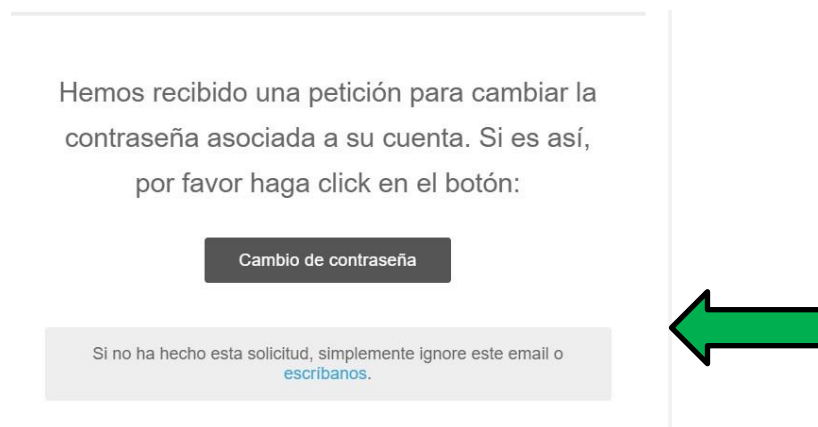 Hemos recibido una petición para cambiar la
contraseña asociada a su cuenta. Si es así,
por favor haga click en el botón:
Cambio de contraseña
Si no ha hecho esta solicitud, simplemente ignore este email o
escríbanos.